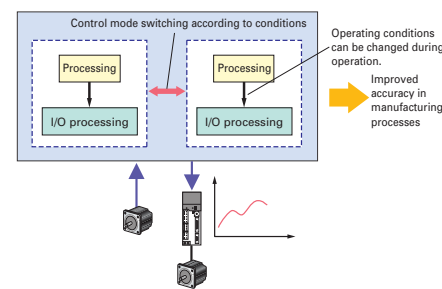 Control mode switching according to conditions
Operating conditions
can be changed during
operation.
Processing
Processing
I/O processing
I/O processing
Improved
accuracy in
manufacturing
processes